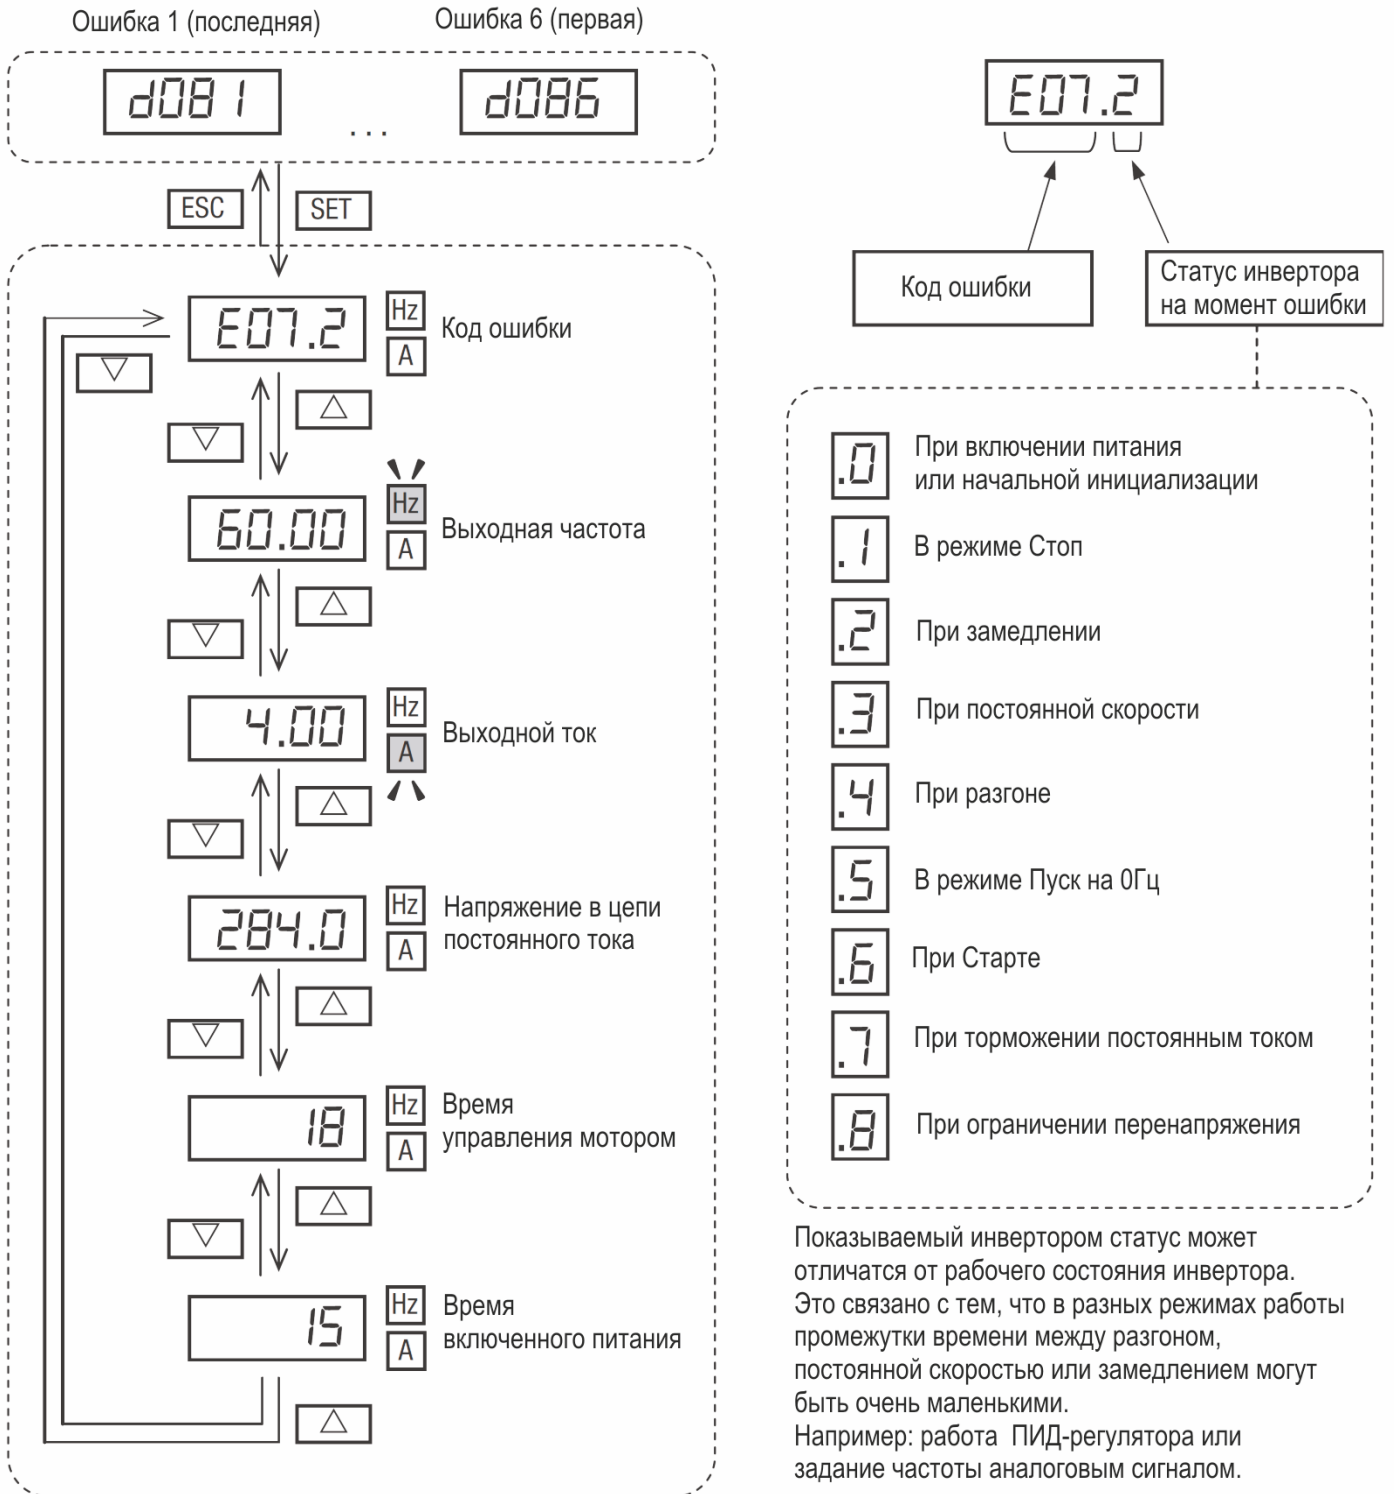 Ошибка 1 (последняя)
Ошибка 6 (первая)
d081
...
d086
ESC
SET
E07.2
Hz
A
Код ошибки
60.00
Hz
A
Выходная частота
4.00
Hz
A
Выходной ток
284.0
Hz
A
Напряжение в цепи
постоянного тока
18
Hz
A
Время
управления мотором
15
Hz
A
Время
включенного питания
E07.2
Код ошибки
Статус инвертора
на момент ошибки
.0
При включении питания
или начальной инициализации
.1
В режиме Стоп
.2
При замедлении
.3
При постоянной скорости
.4
При разгоне
.5
В режиме Пуск на 0Гц
.6
При Старте
.7
При торможении постоянным током
.8
При ограничении перенапряжения
Показываемый инвертором статус может
отличатся от рабочего состояния инвертора.
Это связано с тем, что в разных режимах работы
промежутки времени между разгоном,
постоянной скоростью или замедлением могут
быть очень маленькими.
Например: работа ПИД-регулятора или
задание частоты аналоговым сигналом.